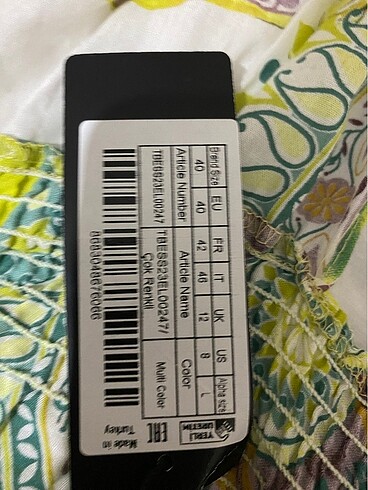 Brand Size EU FR IT UK US Alpha size
40 40 42 46 12 8 L
Article Number Article Name Color
TBESS23EL00247 TBESS23EL00247/ Çok Renkli Multi Color
YERLİ ÜRETİM
EAC
Made in
Turkey